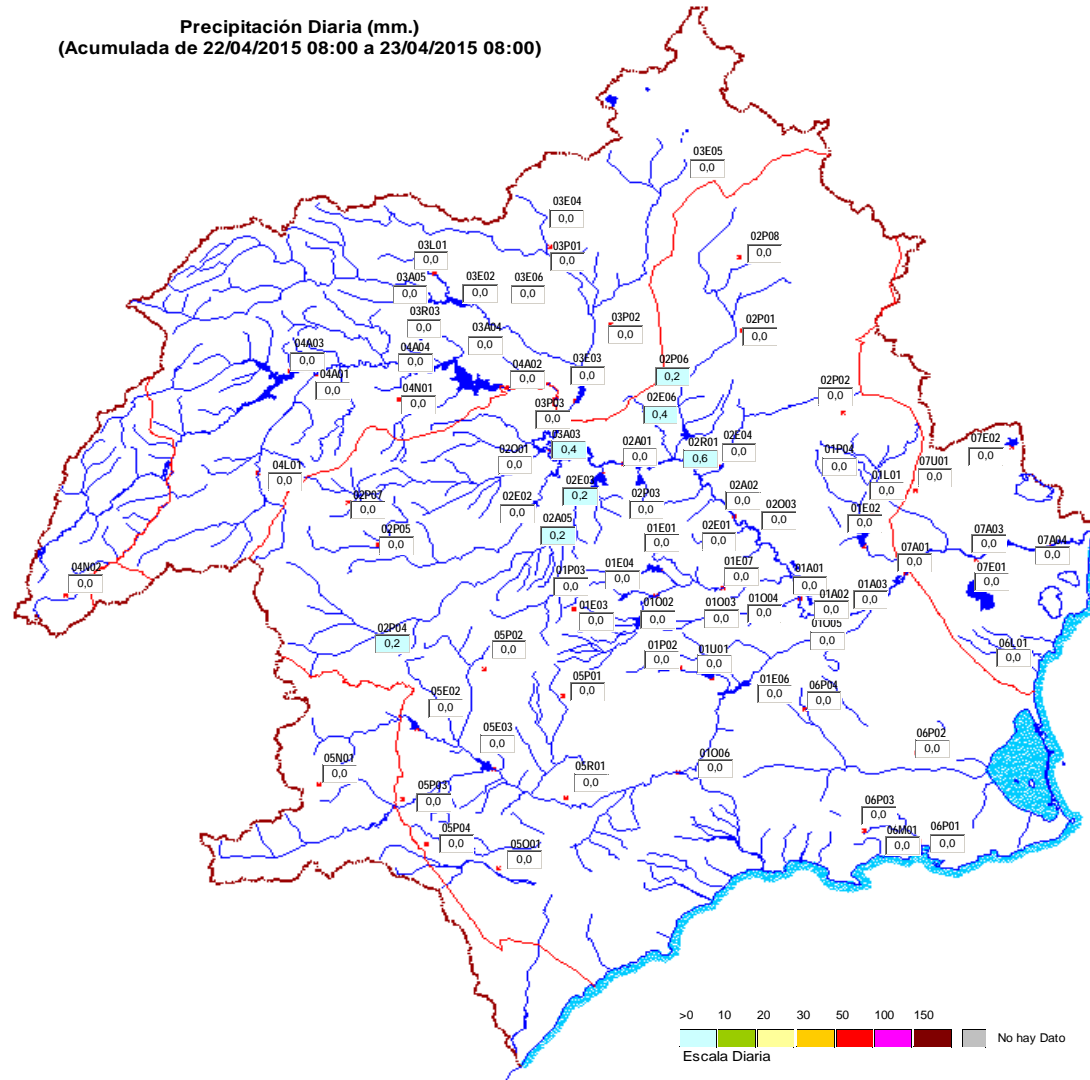 Precipitación Diaria (mm.)
(Acumulada de 22/04/2015 08:00 a 23/04/2015 08:00)
03E05
0,0
03E04
0,0
03P01
0,0
02P08
0,0
03L01
0,0
03A05
0,0
03E02
0,0
03E06
0,0
03R03
0,0
03A04
0,0
03P02
0,0
02P01
0,0
04A03
0,0
04A04
0,0
04A01
0,0
04A02
0,0
03E03
0,0
02P06
0,2
04N01
0,0
02P02
0,0
03P03
0,0
02E06
0,4
03A03
0,4
02O01
0,0
02A01
0,0
02R01
0,6
02E04
0,0
07E02
0,0
01P04
0,0
04L01
0,0
07U01
0,0
01L01
0,0
02E03
0,2
02P07
0,0
02E02
0,0
02P03
0,0
02A02
0,0
02O03
0,0
01E02
0,0
02A05
0,2
02P05
0,0
01E01
0,0
02E01
0,0
07A03
0,0
07A04
0,0
07A01
0,0
04N02
0,0
01P03
0,0
01E04
0,0
01E07
0,0
01A01
0,0
07E01
0,0
01A03
0,0
01A02
0,0
01E03
0,0
01O02
0,0
01O03
0,0
01O04
0,0
01O05
0,0
02P04
0,2
05P02
0,0
01P02
0,0
01U01
0,0
06L01
0,0
05P01
0,0
01E06
0,0
06P04
0,0
05E02
0,0
05E03
0,0
06P02
0,0
05N01
0,0
05R01
0,0
01O06
0,0
05P03
0,0
06P03
0,0
05P04
0,0
06M01
0,0
06P01
0,0
05O01
0,0
>0 10 20 30 50 100 150
No hay Dato
Escala Diaria